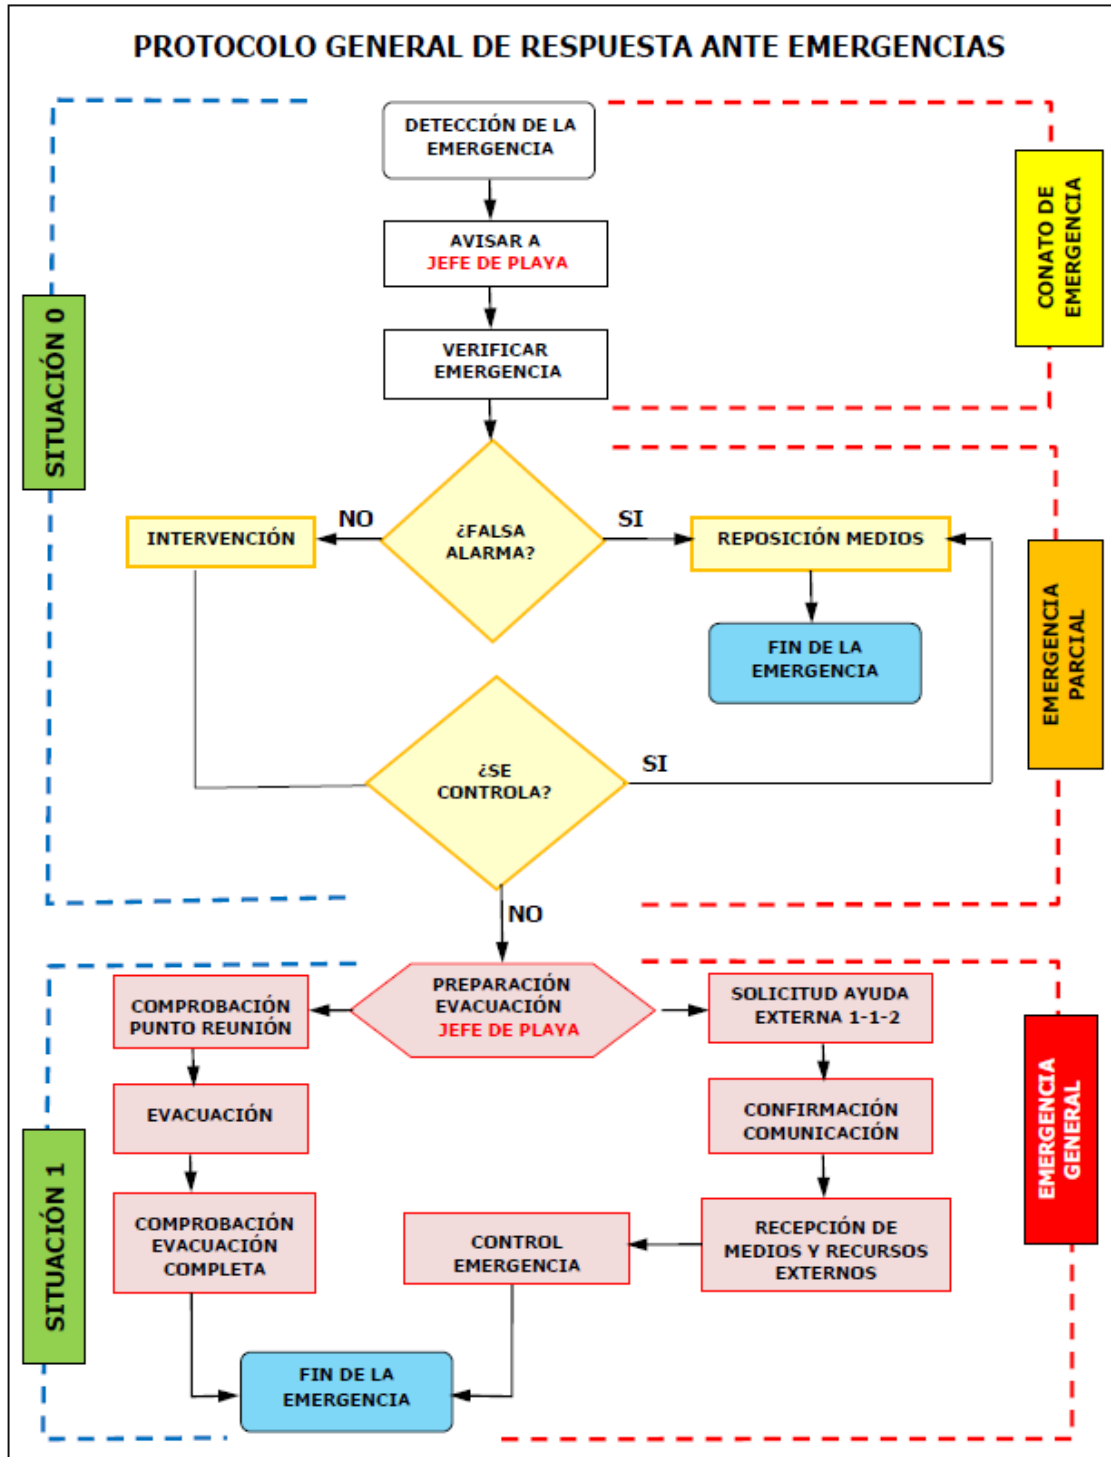 PROTOCOLO GENERAL DE RESPUESTA ANTE EMERGENCIAS
DETECCIÓN DE LA
EMERGENCIA
AVISAR A
JEFE DE PLAYA
VERIFICAR
EMERGENCIA
CONATO DE
EMERGENCIA
SITUACIÓN 0
¿FALSA
ALARMA?
NO
SI
INTERVENCIÓN
REPOSICIÓN MEDIOS
FIN DE LA
EMERGENCIA
EMERGENCIA
PARCIAL
¿SE
CONTROLA?
SI
NO
PREPARACIÓN
EVACUACIÓN
JEFE DE PLAYA
COMPROBACIÓN
PUNTO REUNIÓN
SOLICITUD AYUDA
EXTERNA 1-1-2
EVACUACIÓN
CONFIRMACIÓN
COMUNICACIÓN
EMERGENCIA
GENERAL
SITUACIÓN 1
COMPROBACIÓN
EVACUACIÓN
COMPLETA
CONTROL
EMERGENCIA
RECEPCIÓN DE
MEDIOS Y RECURSOS
EXTERNOS
FIN DE LA
EMERGENCIA